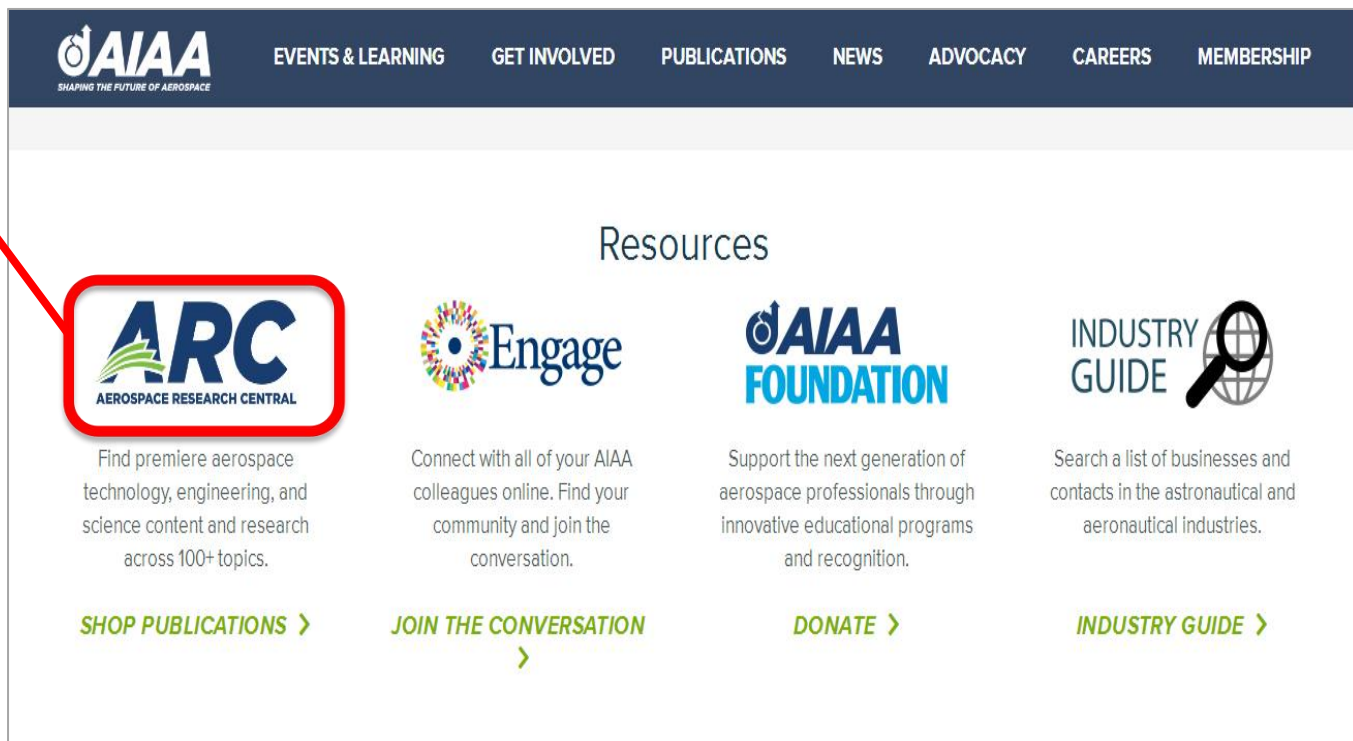 AIAA
SHAPING THE FUTURE OF AEROSPACE
EVENTS & LEARNING
GET INVOLVED
PUBLICATIONS
NEWS
ADVOCACY
CAREERS
MEMBERSHIP
Resources
ARC
AEROSPACE RESEARCH CENTRAL
Find premiere aerospace
technology, engineering, and
science content and research
across 100+ topics.
SHOP PUBLICATIONS >
Engage
Connect with all of your AIAA
colleagues online. Find your
community and join the
conversation.
JOIN THE CONVERSATION
>
AIAA
FOUNDATION
Support the next generation of
aerospace professionals through
innovative educational programs
and recognition.
DONATE >
INDUSTRY
GUIDE
Search a list of businesses and
contacts in the astronautical and
aeronautical industries.
INDUSTRY GUIDE >